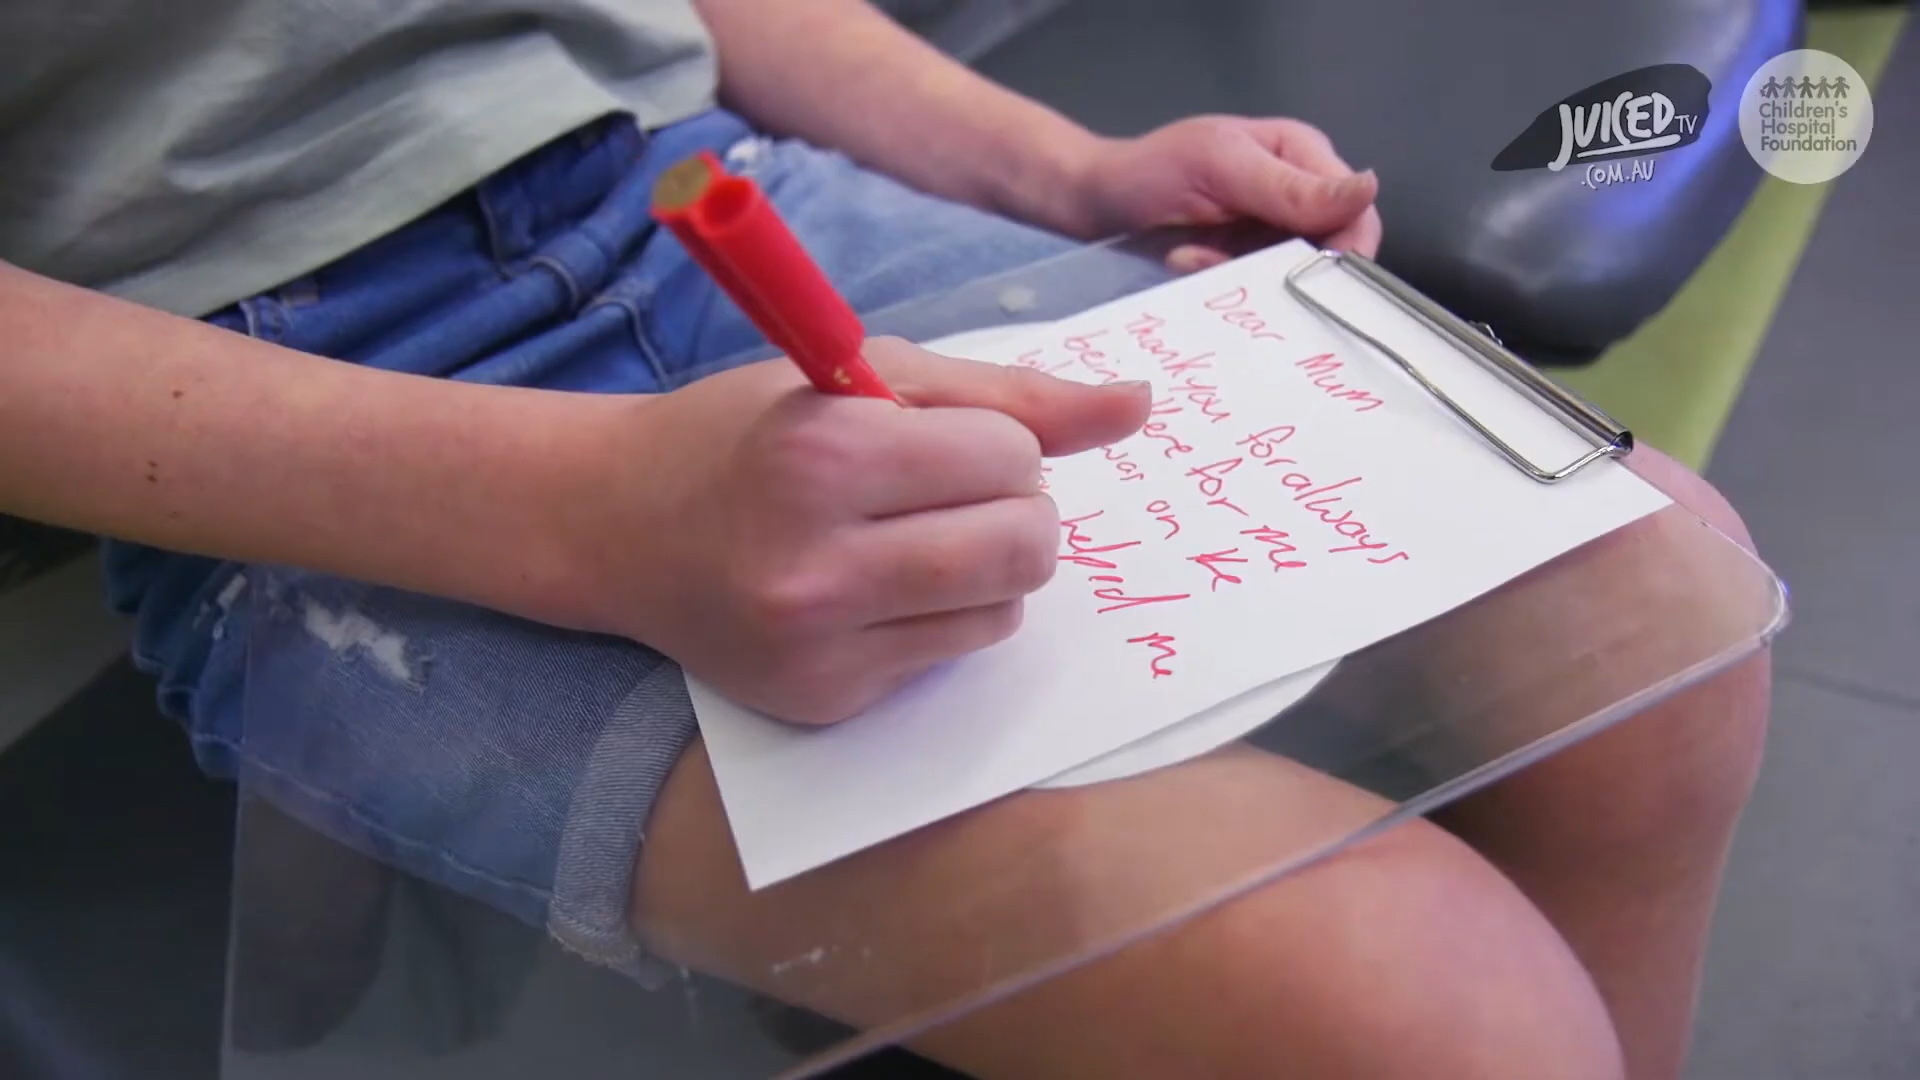 Dear Mum
Thank you for always
being there for me
was on the
helped me
JUICED TV
.COM.AU
Children's
Hospital
Foundation